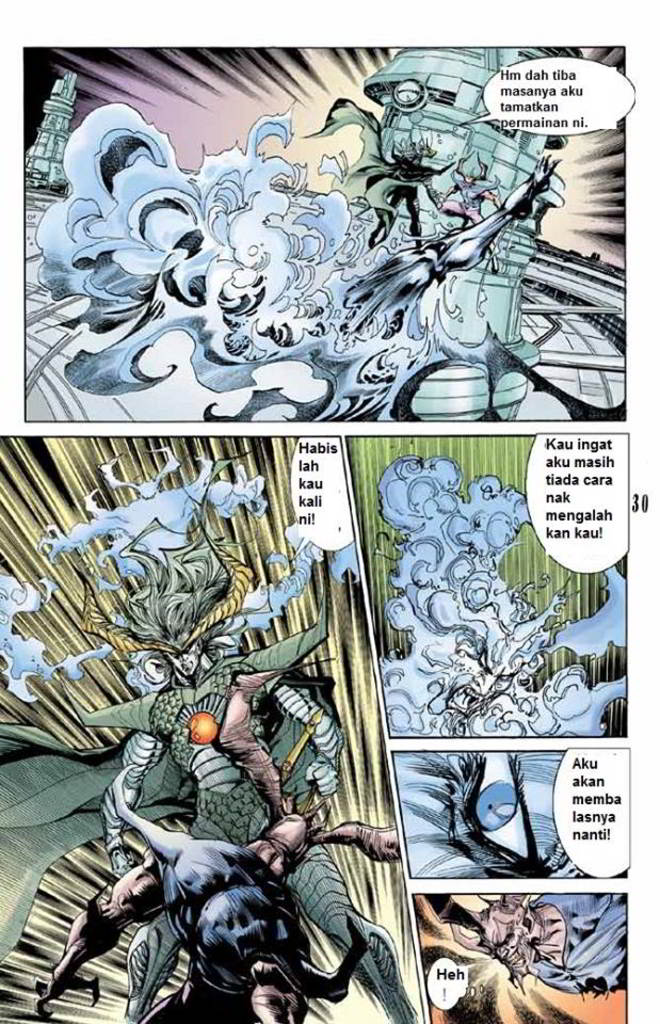 Hm dah tiba
masanya aku
tamatkan
permainan ni.
Habis
lah
kau
kali
ni!
Kau ingat
aku masih
tiada cara
nak
mengalah
kan kau!
30
Aku
akan
memba
lasnya
nanti!
Heh
!